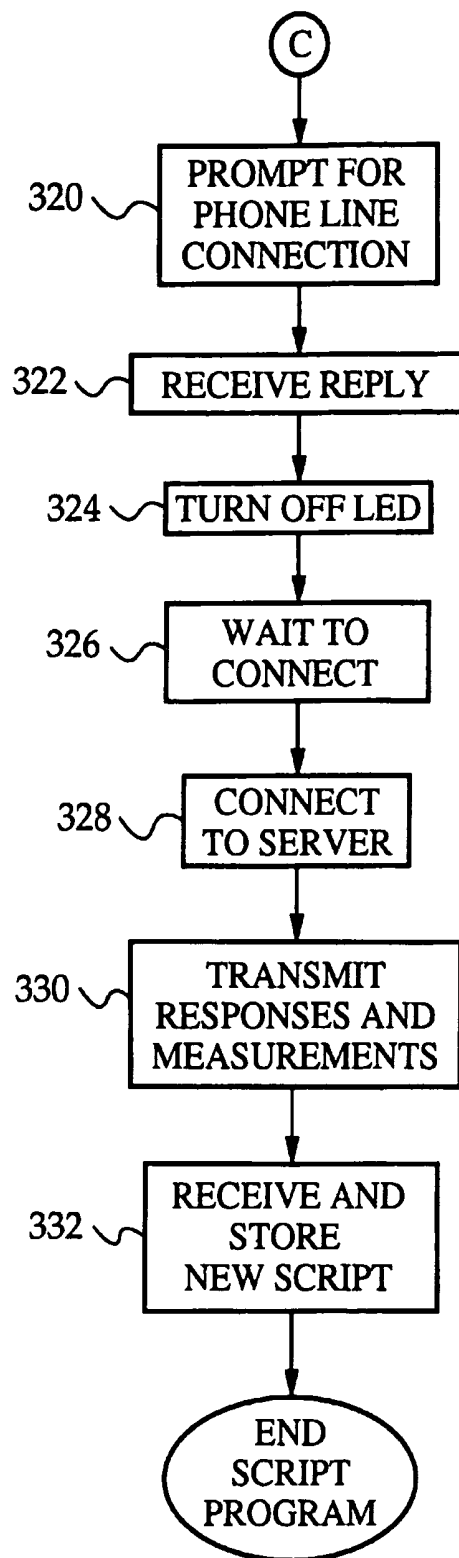 C
320
PROMPT FOR
PHONE LINE
CONNECTION
322
RECEIVE REPLY
324
TURN OFF LED
326
WAIT TO
CONNECT
328
CONNECT
TO SERVER
330
TRANSMIT
RESPONSES AND
MEASUREMENTS
332
RECEIVE AND
STORE
NEW SCRIPT
END
SCRIPT
PROGRAM